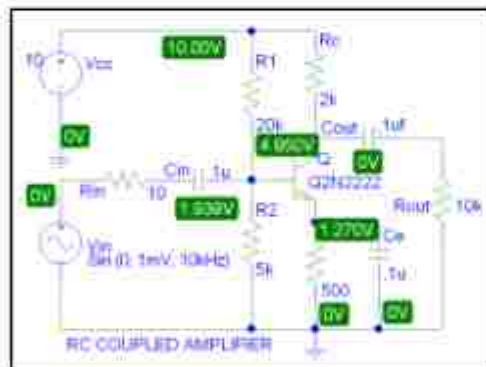 10
Vcc
10.00V
R1
Rc
20k
2k
Cout
1uf
4.950V
0V
0V
0V
Rin
10
Cin
.1u
1.939V
Q
Q2N2222
Rout
10k
Vin
Sin (0, 1mV, 10kHz)
R2
5k
1.270V
Ce
.1u
500
0V
0V
RC COUPLED AMPLIFIER